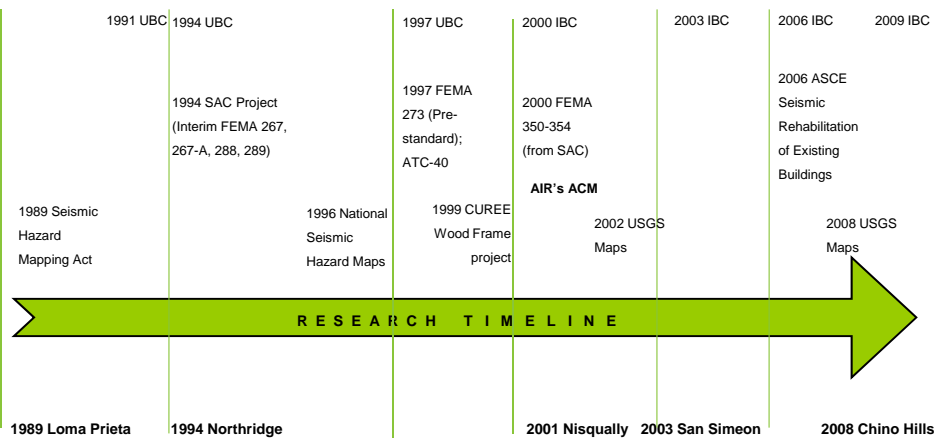 1991 UBC
1994 UBC
1997 UBC
2000 IBC
2003 IBC
2006 IBC
2009 IBC
1994 SAC Project
(Interim FEMA 267,
267-A, 288, 289)
1997 FEMA
273 (Pre-
standard);
ATC-40
2000 FEMA
350-354
(from SAC)
2006 ASCE
Seismic
Rehabilitation
of Existing
Buildings
AIR's ACM
1989 Seismic
Hazard
Mapping Act
1996 National
Seismic
Hazard Maps
1999 CUREE
Wood Frame
project
2002 USGS
Maps
2008 USGS
Maps
RESEARCH TIMELINE
1989 Loma Prieta
1994 Northridge
2001 Nisqually
2003 San Simeon
2008 Chino Hills